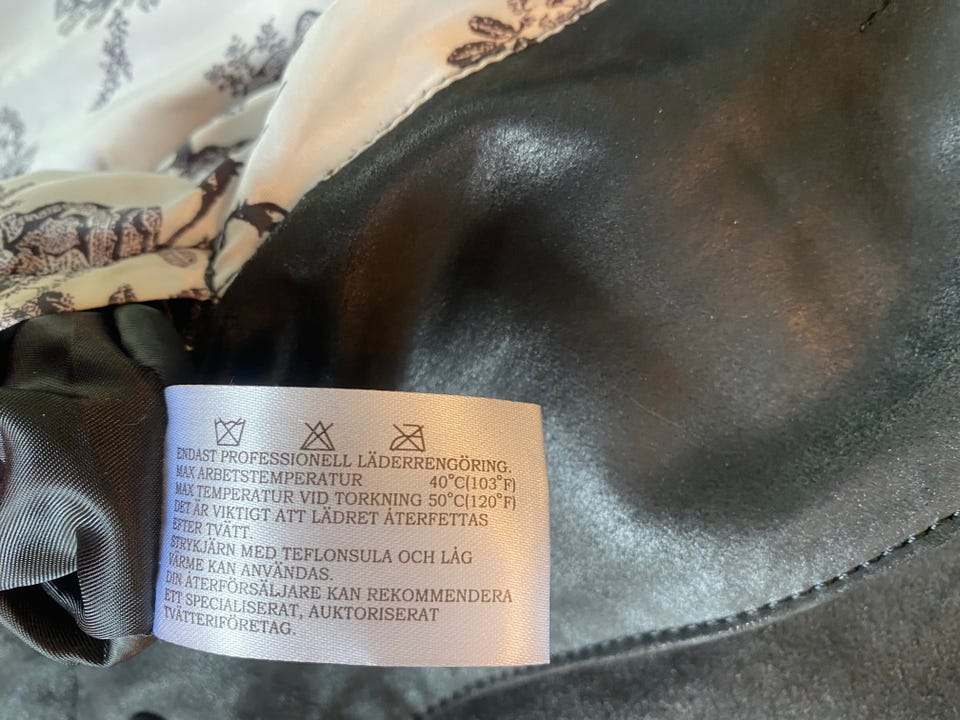 ENDAST PROFESSIONELL LÄDERRENGÖRING.
MAX ARBETSTEMPERATUR 40°C(103°F)
MAX TEMPERATUR VID TORKNING 50°C(120°F)
DET ÄR VIKTIGT ATT LÄDRET ÅTERFETTAS
EFTER TVÄTT.
STRYKJÄRN MED TEFLONSULA OCH LÅG
VÄRME KAN ANVÄNDAS.
DIN ÅTERFÖRSÄLJARE KAN REKOMMENDERA
ETT SPECIALISERAT, AUKTORISERAT
TVÄTTERIFÖRETAG.